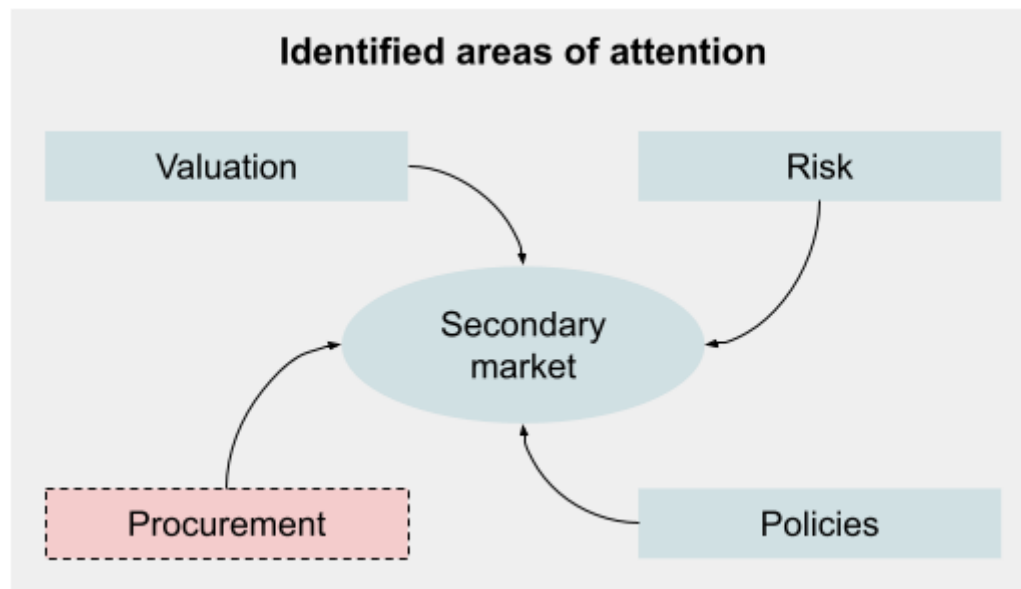 Identified areas of attention
Valuation
Risk
Secondary
market
Procurement
Policies